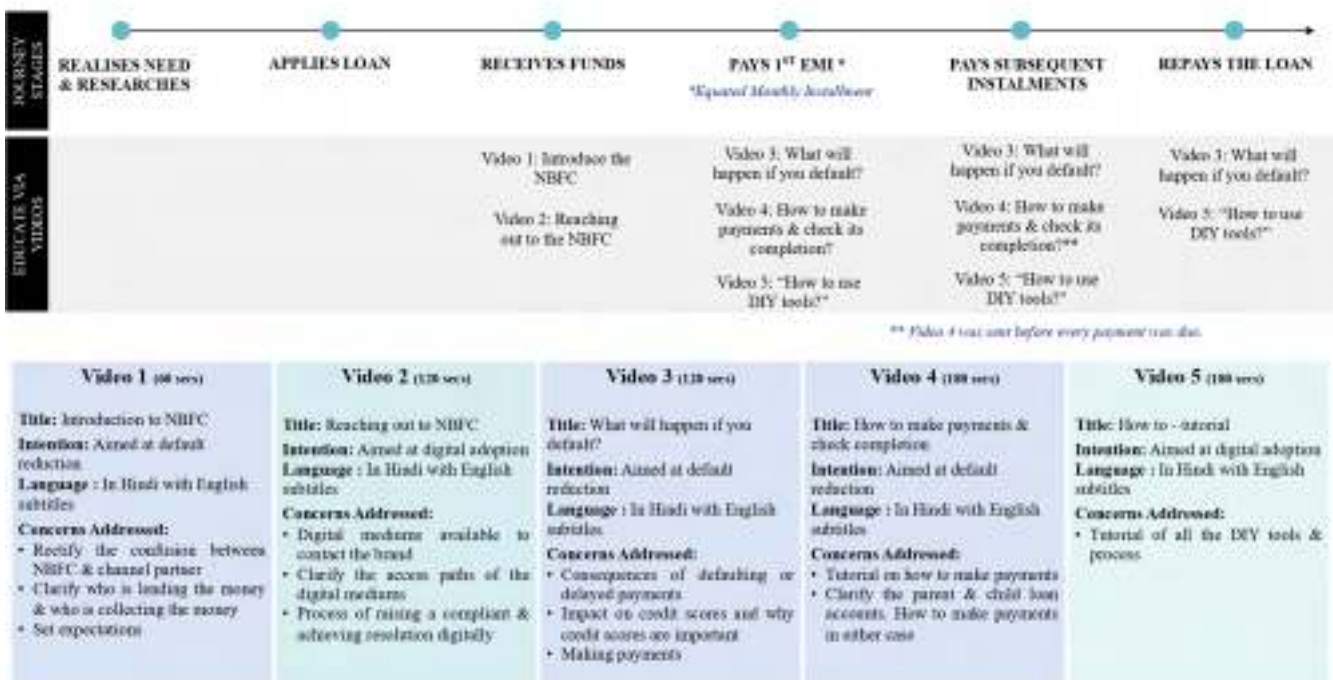 JOURNEY
STAGES
REALISES NEED
& RESEARCHES
APPLIES LOAN
RECEIVES FUNDS
PAYS 1ST EMI *
*Equated Monthly Installment
PAYS SUBSEQUENT
INSTALMENTS
REPAYS THE LOAN
EDUCATE VIA
VIDEOS
Video 1: Introduce the
NBFC
Video 2: Reaching
out to the NBFC
Video 3: What will
happen if you default?
Video 4: How to make
payments & check its
completion?
Video 5: "How to use
DIY tools?"
Video 3: What will
happen if you default?
Video 4: How to make
payments & check its
completion?**
Video 5: "How to use
DIY tools?"
Video 3: What will
happen if you default?
Video 5: "How to use
DIY tools?"
** Video 4 was sent before every payment was due.
Video 1 (60 secs)
Title: Introduction to NBFC
Intention: Aimed at default
reduction
Language : In Hindi with English
subtitles
Concerns Addressed:
• Rectify the confusion between
NBFC & channel partner
• Clarify who is lending the money
& who is collecting the money
• Set expectations
Video 2 (120 secs)
Title: Reaching out to NBFC
Intention: Aimed at digital adoption
Language : In Hindi with English
subtitles
Concerns Addressed:
• Digital mediums available to
contact the brand
• Clarify the access paths of the
digital mediums
• Process of raising a compliant &
achieving resolution digitally
Video 3 (120 secs)
Title: What will happen if you
default?
Intention: Aimed at default
reduction
Language : In Hindi with English
subtitles
Concerns Addressed:
• Consequences of defaulting or
delayed payments
• Impact on credit scores and why
credit scores are important
• Making payments
Video 4 (180 secs)
Title: How to make payments &
check completion
Intention: Aimed at default
reduction
Language : In Hindi with English
subtitles
Concerns Addressed:
• Tutorial on how to make payments
• Clarify the parent & child loan
accounts. How to make payments
in either case
Video 5 (180 secs)
Title: How to - tutorial
Intention: Aimed at digital adoption
Language : In Hindi with English
subtitles
Concerns Addressed:
• Tutorial of all the DIY tools &
process